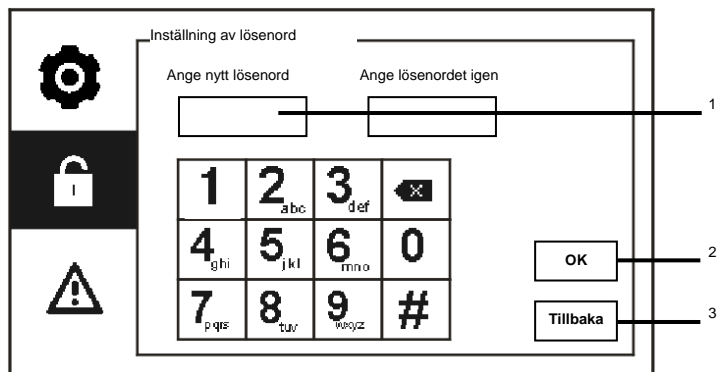 Inställning av lösenord
Ange nytt lösenord Ange lösenordet igen
1
1 2abc 3def
4ghi 5jkl 6mno 0 OK 2
7pqrs 8tuv 9wxyz # Tillbaka 3